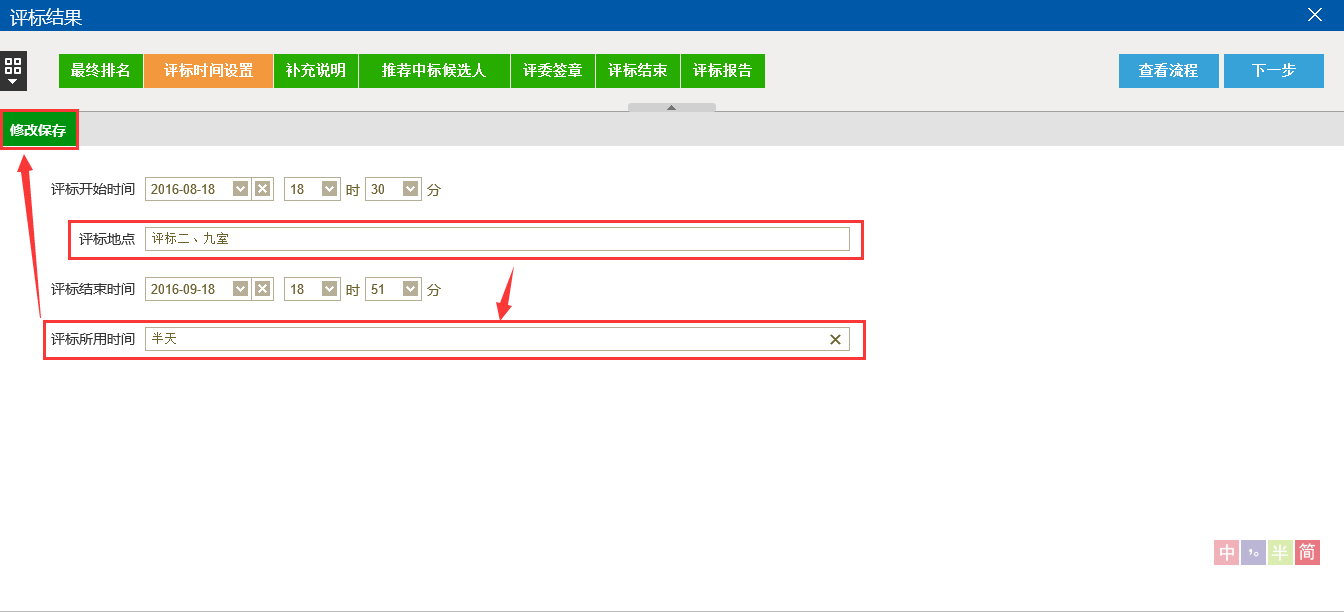 评标结果
最终排名 评标时间设置 补充说明 推荐中标候选人 评委签章 评标结束 评标报告 查看流程 下一步
修改保存
评标开始时间 2016-08-18 18 时 30 分
评标地点 评标二、九室
评标结束时间 2016-09-18 18 时 51 分
评标所用时间 半天
中 半 简